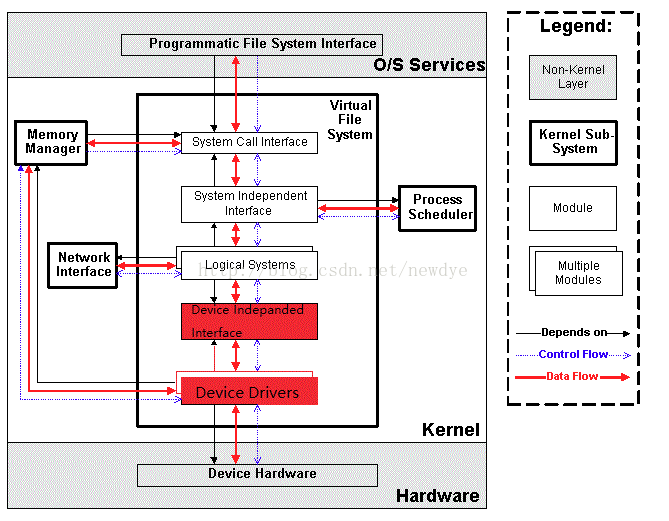 Programmatic File System Interface
O/S Services
Virtual
File
System
Memory
Manager
System Call Interface
System Independent
Interface
Process
Scheduler
Network
Interface
Logical Systems
http://blog.csdn.net/newdye
Device Indepanded
Interface
Device Drivers
Kernel
Device Hardware
Hardware
Legend:
Non-Kernel
Layer
Kernel Sub-
System
Module
Multiple
Modules
Depends on
Control Flow
Data Flow